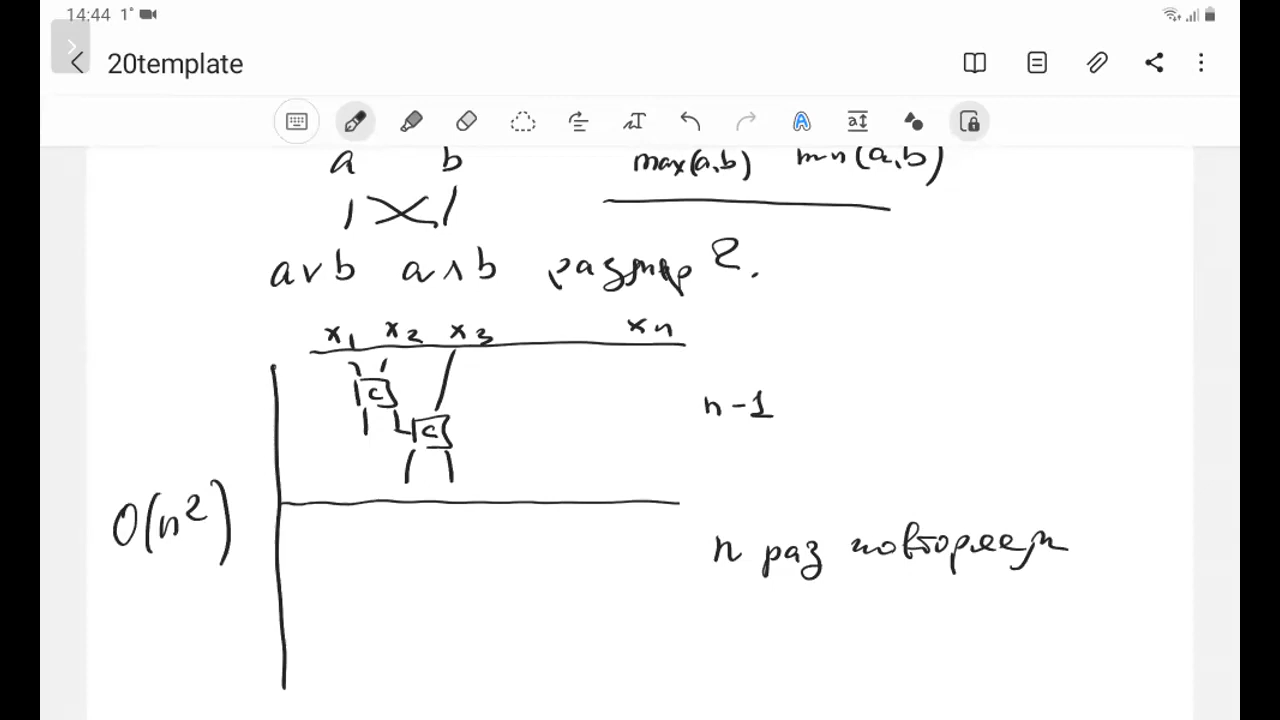 14:44 1°
20template
a b max(a,b) min(a,b)
a∨b a∧b размер 2.
x1 x2 x3 xn
C
n-1
C
O(n²)
n раз повторяем